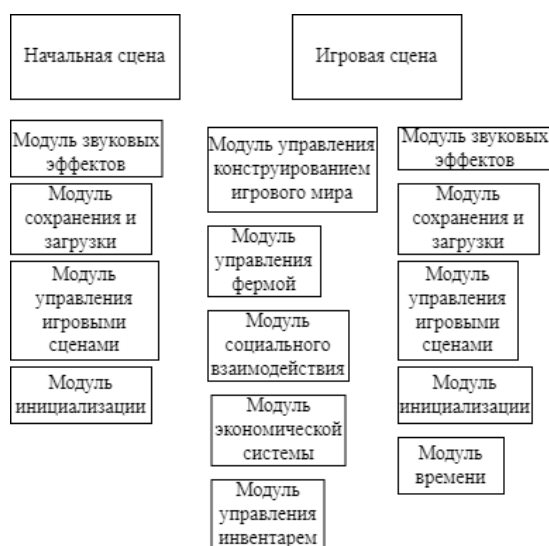 Начальная сцена
Игровая сцена
Модуль звуковых
эффектов
Модуль
сохранения и
загрузки
Модуль
управления
игровыми
сценами
Модуль
инициализации
Модуль управления
конструированием
игрового мира
Модуль
управления
фермой
Модуль
социального
взаимодействия
Модуль
экономической
системы
Модуль
управления
инвентарем
Модуль звуковых
эффектов
Модуль
сохранения и
загрузки
Модуль
управления
игровыми
сценами
Модуль
инициализации
Модуль
времени